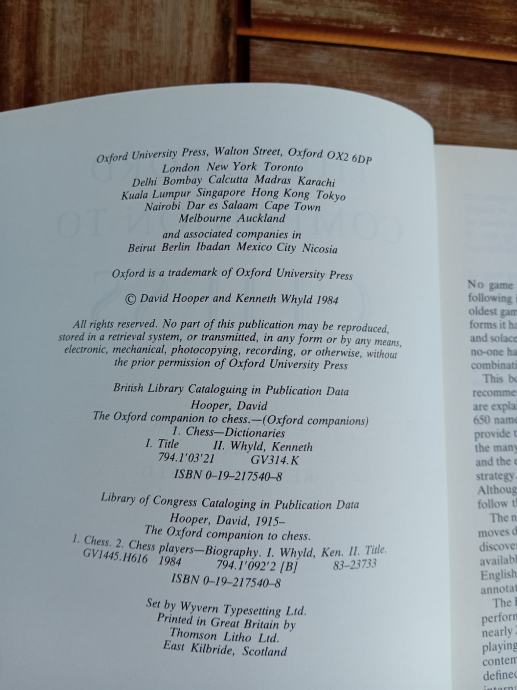 Oxford University Press, Walton Street, Oxford OX2 6DP
London New York Toronto
Delhi Bombay Calcutta Madras Karachi
Kuala Lumpur Singapore Hong Kong Tokyo
Nairobi Dar es Salaam Cape Town
Melbourne Auckland
and associated companies in
Beirut Berlin Ibadan Mexico City Nicosia
Oxford is a trademark of Oxford University Press
© David Hooper and Kenneth Whyld 1984
All rights reserved. No part of this publication may be reproduced,
stored in a retrieval system, or transmitted, in any form or by any means,
electronic, mechanical, photocopying, recording, or otherwise, without
the prior permission of Oxford University Press
British Library Cataloguing in Publication Data
Hooper, David
The Oxford companion to chess.—(Oxford companions)
1. Chess—Dictionaries
I. Title II. Whyld, Kenneth
794.1'03'21 GV1314.K
ISBN 0-19-217540-8
Library of Congress Cataloging in Publication Data
Hooper, David, 1915–
The Oxford companion to chess.
1. Chess. 2. Chess players—Biography. I. Whyld, Ken. II. Title.
GV1445.H616 1984 794.1'092'2 [B] 83-23733
ISBN 0-19-217540-8
Set by Wyvern Typesetting Ltd.
Printed in Great Britain by
Thomson Litho Ltd.
East Kilbride, Scotland
No game
following
oldest gam
forms it ha
and solace
no-one ha
combinati
This bo
recomme
are explai
650 name
provide t
the many
and the
strategy.
Althoug
follow th
The n
moves d
discove
availabl
English
annotat
The
perform
nearly
playing
contem
defined